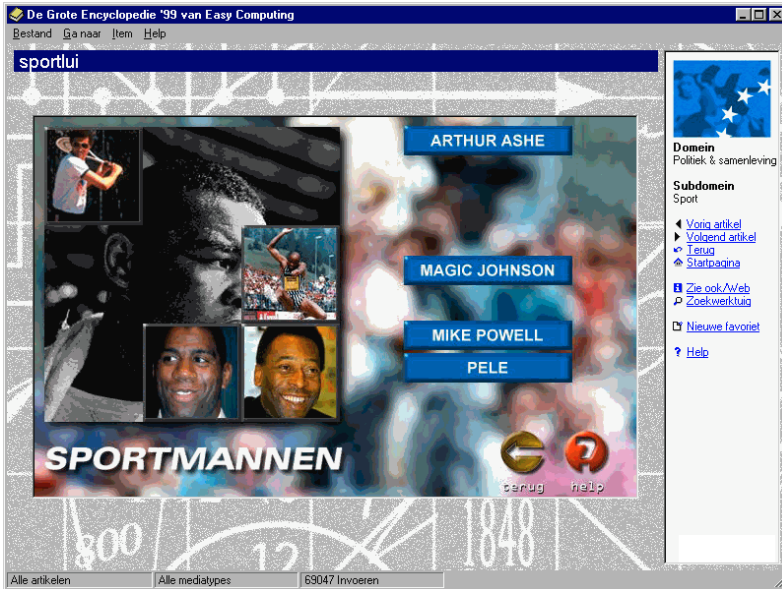 De Grote Encyclopedie '99 van Easy Computing
Bestand Ga naar Item Help
sportlui
ARTHUR ASHE
MAGIC JOHNSON
MIKE POWELL
PELE
SPORTMANNEN
terug help
Domein
Politiek & samenleving
Subdomein
Sport
Vorig artikel
Volgend artikel
Terug
Startpagina
Zie ook/Web
Zoekwerktuig
Nieuwe favoriet
? Help
800
12
1848
Alle artikelen Alle mediatypes 69047 Invoeren